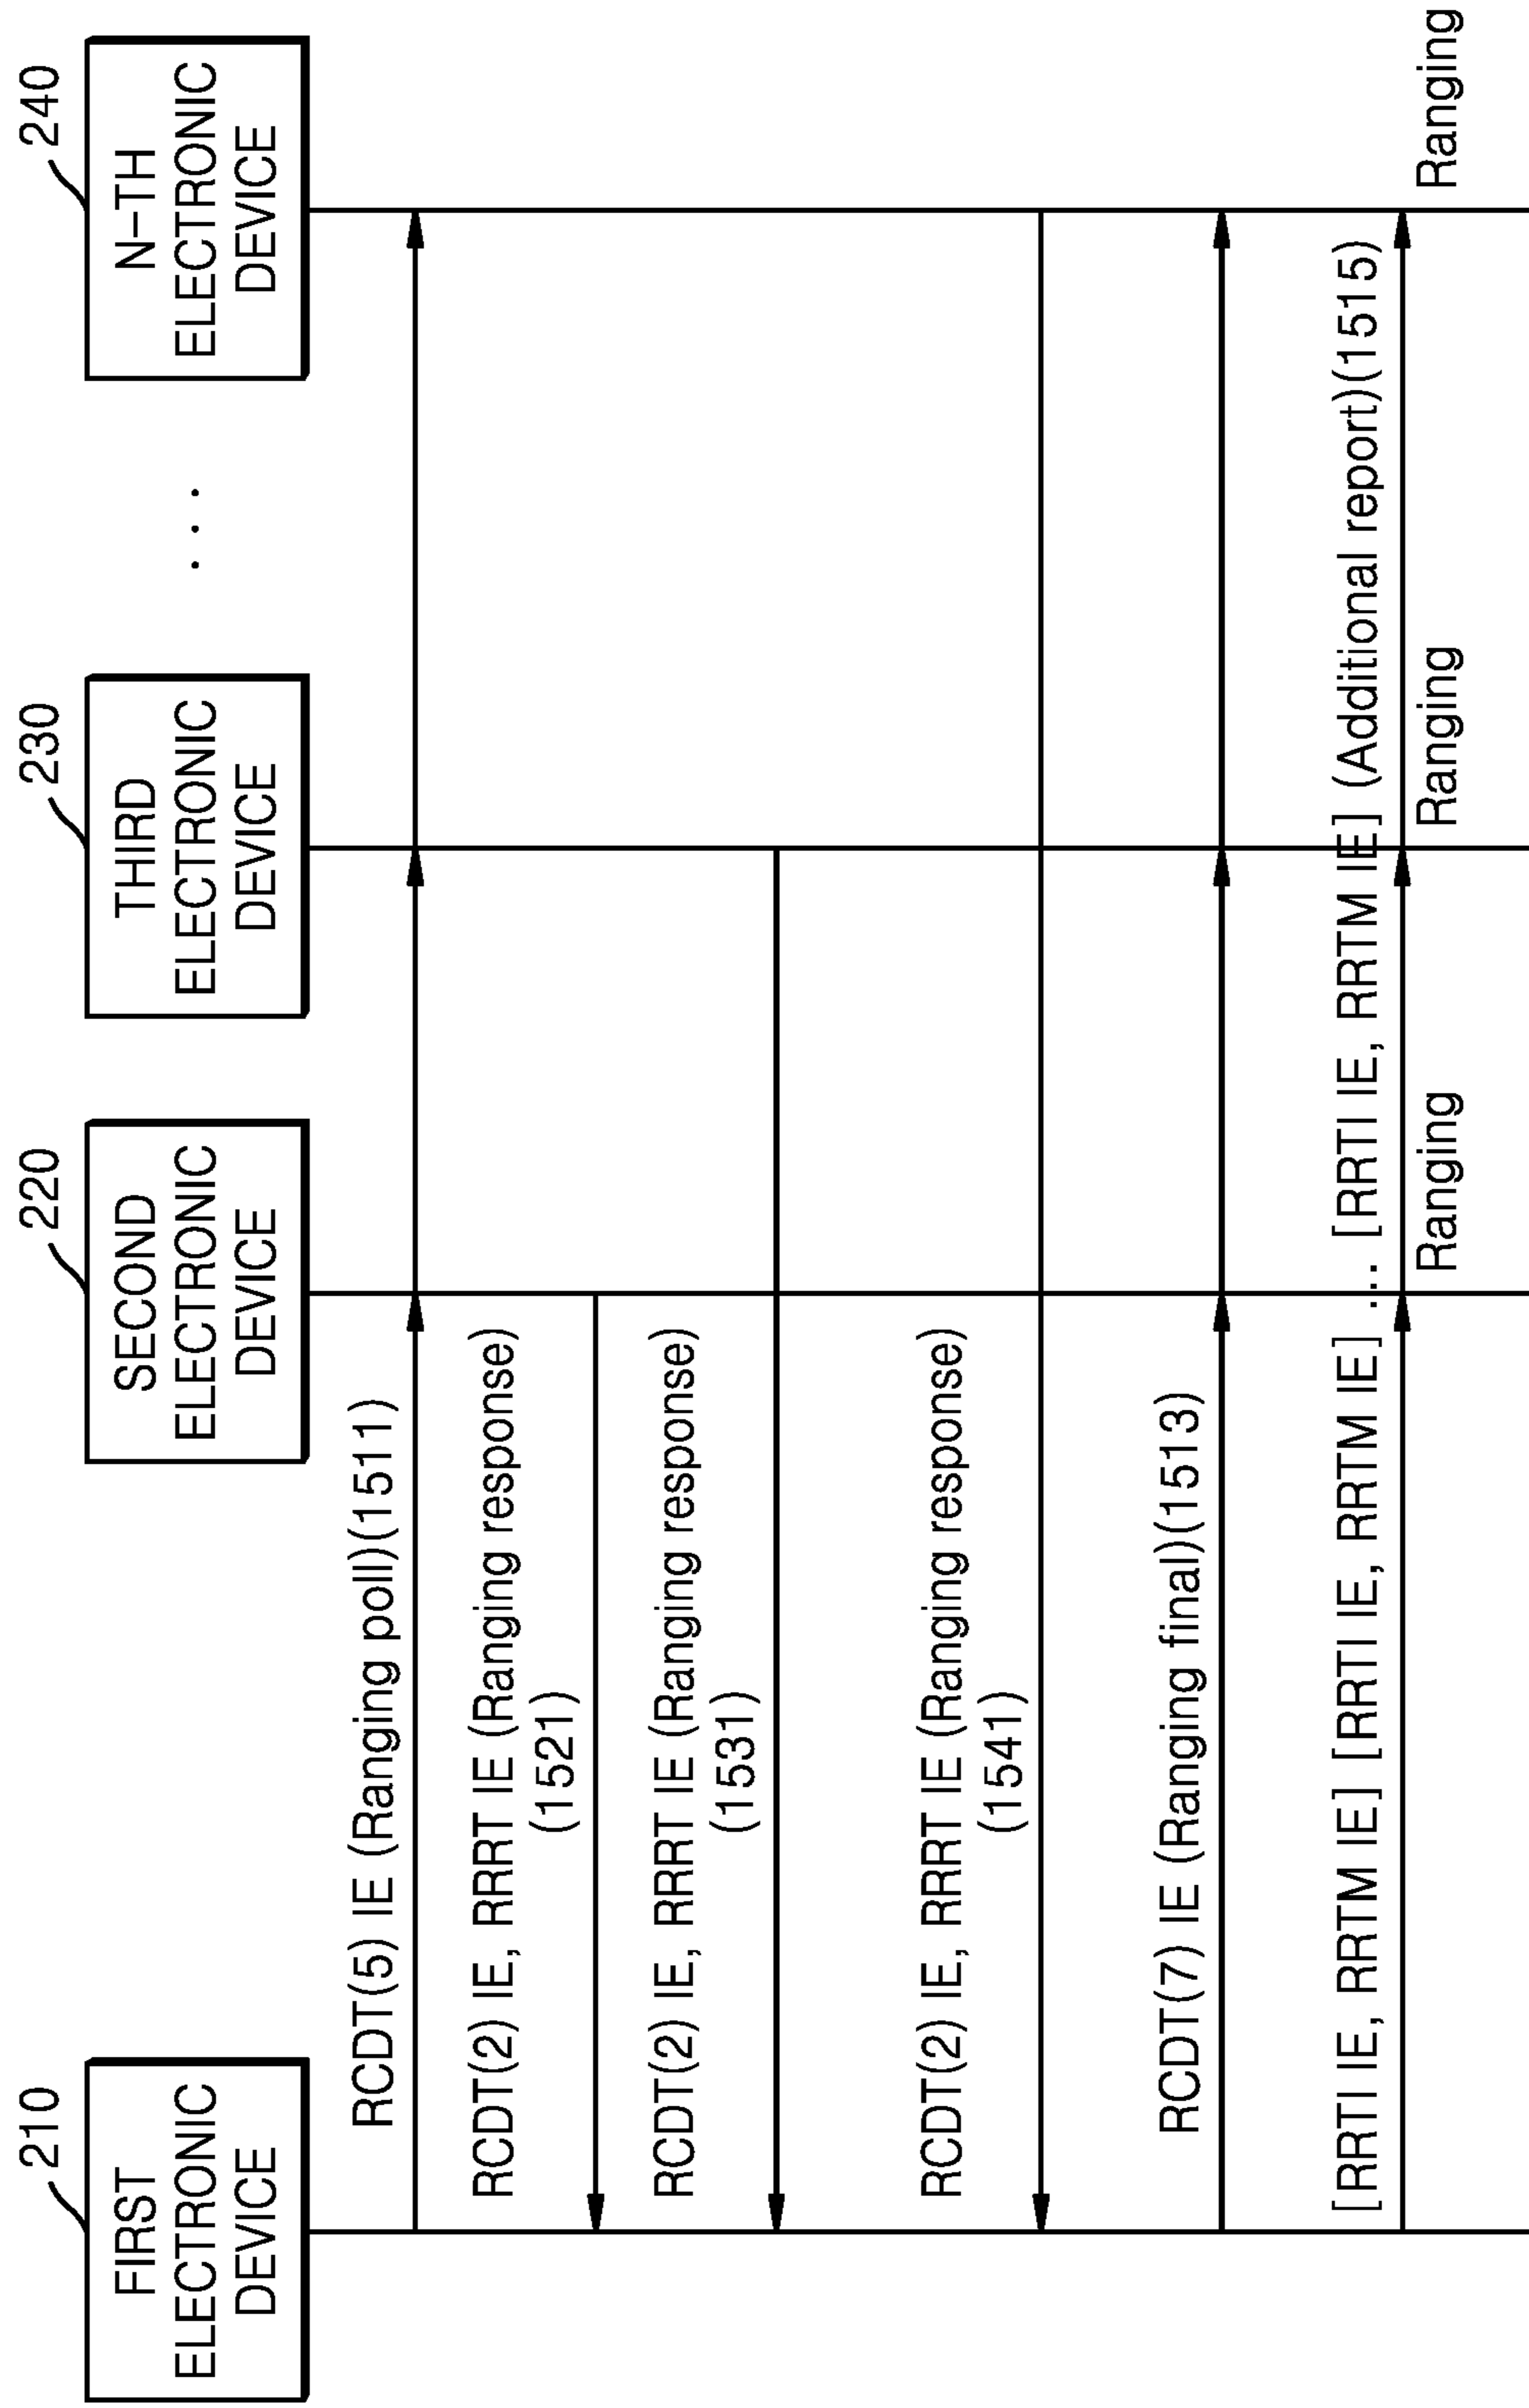 210
FIRST
ELECTRONIC
DEVICE
220
SECOND
ELECTRONIC
DEVICE
230
THIRD
ELECTRONIC
DEVICE
...
240
N-TH
ELECTRONIC
DEVICE
RCDT(5) IE (Ranging poll)(1511)
RCDT(2) IE, RRRT IE (Ranging response)
(1521)
RCDT(2) IE, RRRT IE (Ranging response)
(1531)
RCDT(2) IE, RRRT IE (Ranging response)
(1541)
RCDT(7) IE (Ranging final)(1513)
[RRTI IE, RRTM IE] [RRTI IE, RRTM IE] ... [RRTI IE, RRTM IE] (Additional report)(1515)
Ranging
Ranging
Ranging